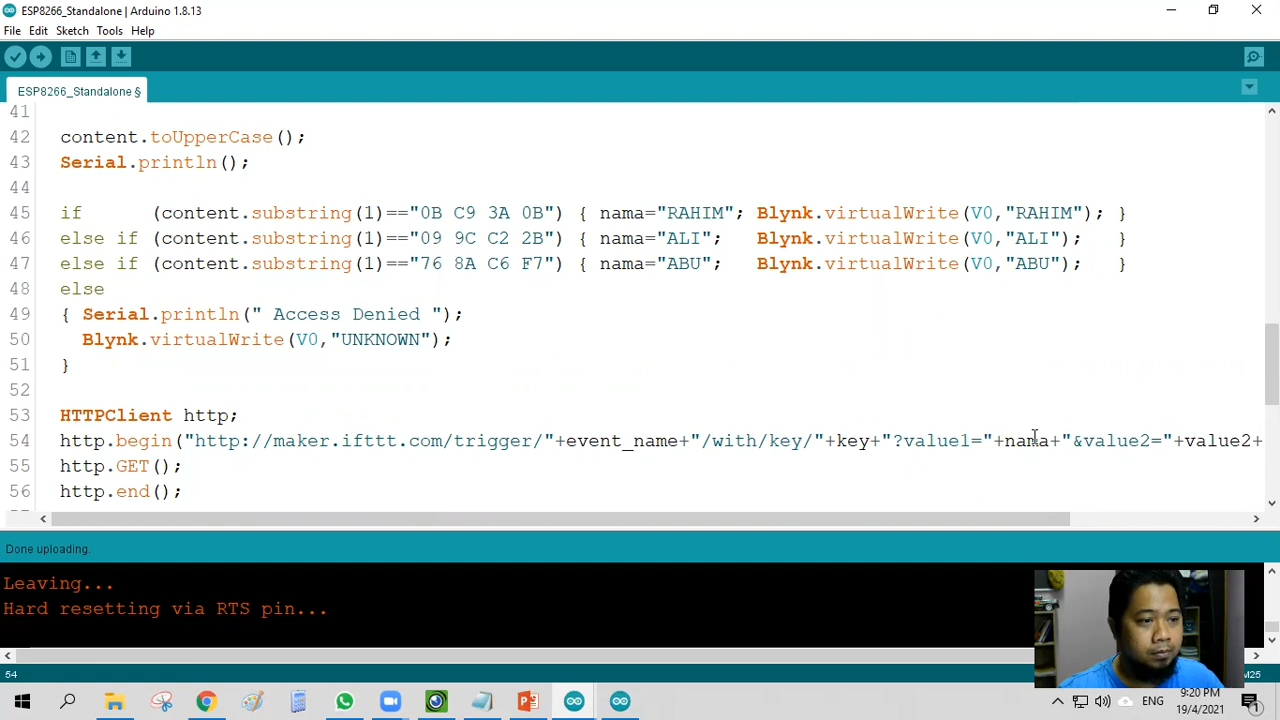 ESP8266_Standalone | Arduino 1.8.13
File Edit Sketch Tools Help
ESP8266_Standalone §
41
42 content.toUpperCase();
43 Serial.println();
44
45 if (content.substring(1)=="0B C9 3A 0B") { nama="RAHIM"; Blynk.virtualWrite(V0,"RAHIM"); }
46 else if (content.substring(1)=="09 9C C2 2B") { nama="ALI"; Blynk.virtualWrite(V0,"ALI"); }
47 else if (content.substring(1)=="76 8A C6 F7") { nama="ABU"; Blynk.virtualWrite(V0,"ABU"); }
48 else
49 { Serial.println(" Access Denied ");
50 Blynk.virtualWrite(V0,"UNKNOWN");
51 }
52
53 HTTPClient http;
54 http.begin("http://maker.ifttt.com/trigger/"+event_name+"/with/key/"+key+"?value1="+nama+"&value2="+value2+
55 http.GET();
56 http.end();
Done uploading.
Leaving...
Hard resetting via RTS pin...
54
M25
ENG
9:20 PM
19/4/2021